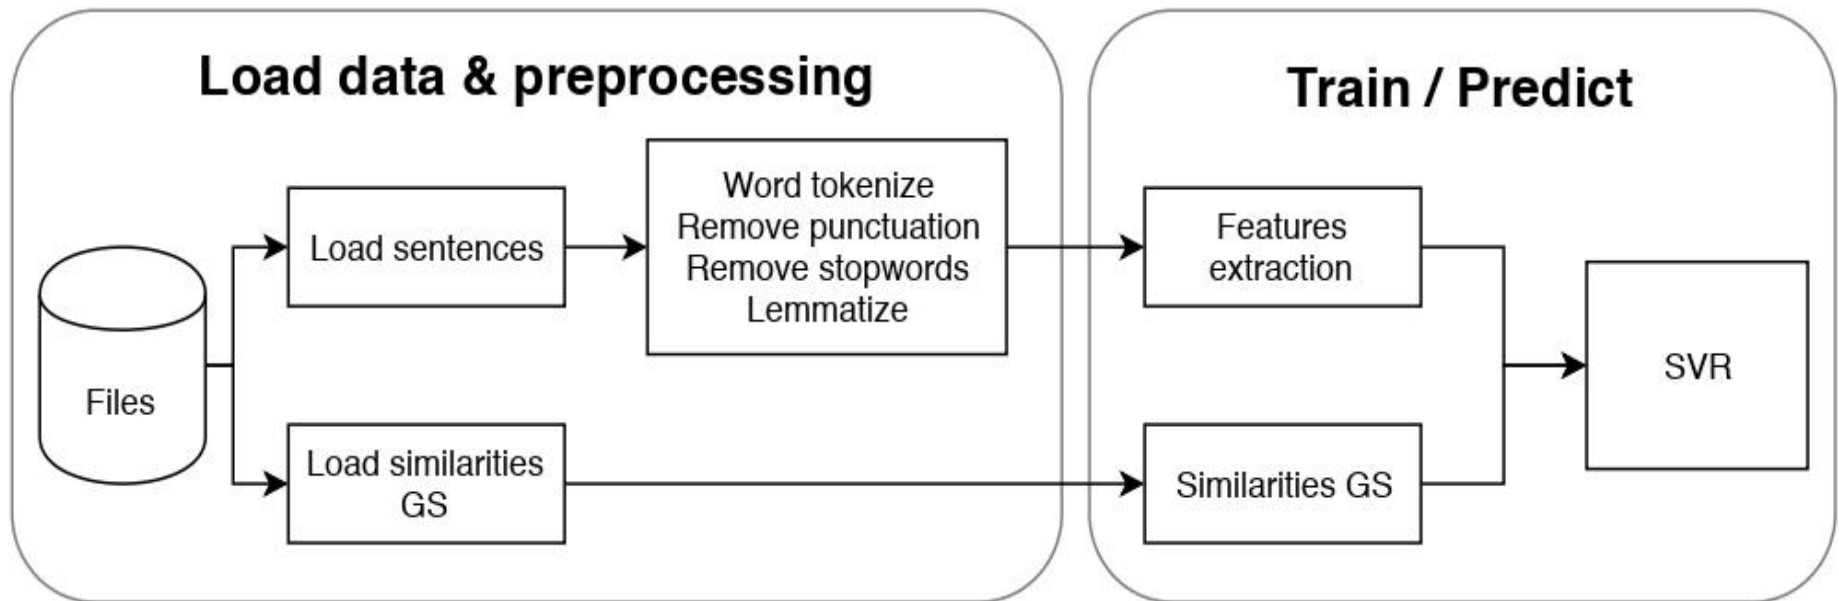 Load data & preprocessing
Files
Load sentences
Word tokenize
Remove punctuation
Remove stopwords
Lemmatize
Load similarities
GS
Train / Predict
Features
extraction
Similarities GS
SVR